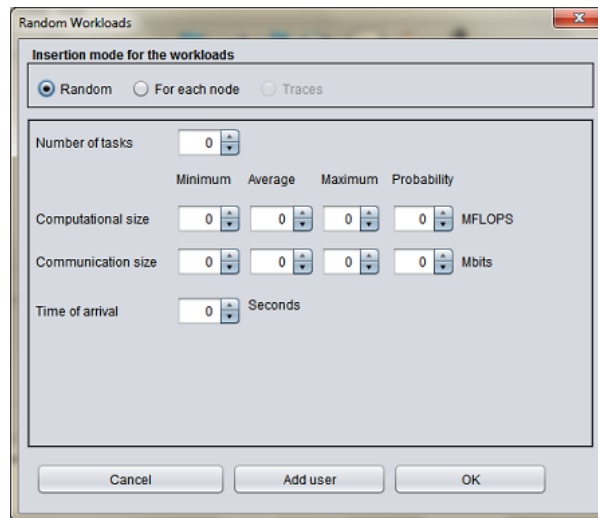 Random Workloads
Insertion mode for the workloads
Random For each node Traces
Number of tasks 0
Minimum Average Maximum Probability
Computational size 0 0 0 0 MFLOPS
Communication size 0 0 0 0 Mbits
Time of arrival 0 Seconds
Cancel Add user OK